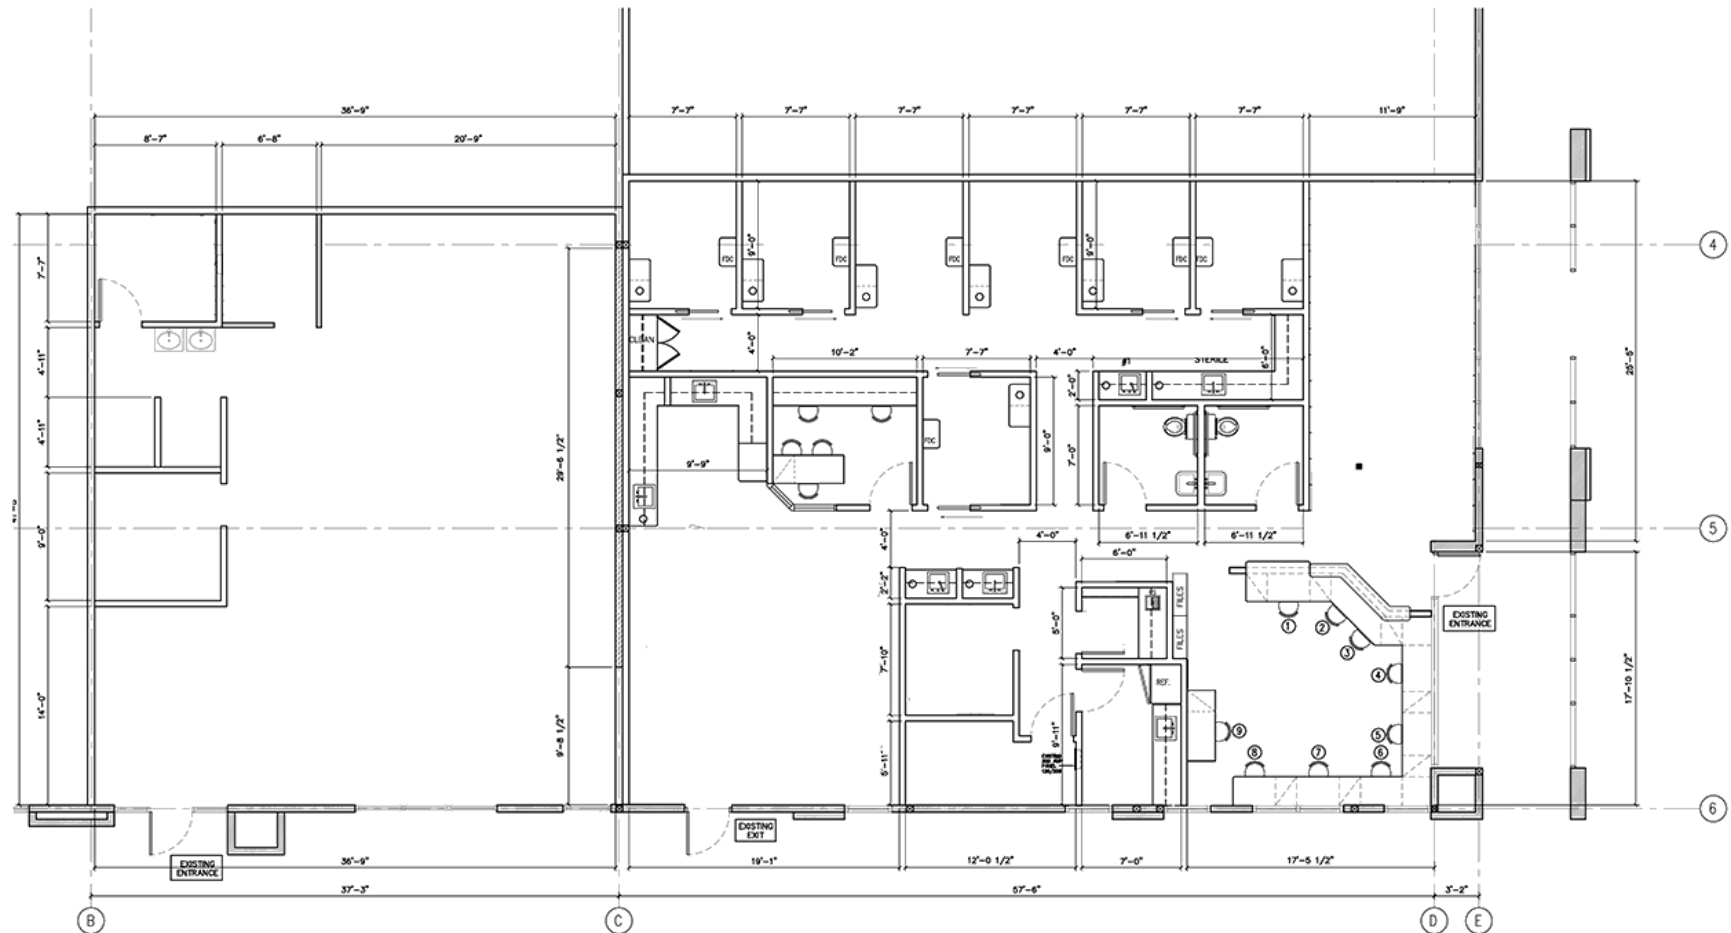 36'-9"
7'-7"
7'-7"
7'-7"
7'-7"
7'-7"
7'-7"
11'-9"
8'-7"
6'-8"
20'-9"
4
FDC
FDC
FDC
FDC
FDC
FDC
9'-0"
9'-0"
7'-7"
25'-5"
CLEAN
4'-0"
10'-2"
7'-7"
4'-0"
#1
STERILE
6'-0"
2'-0"
4'-11"
4'-11"
29'-6 1/2"
9'-9"
FDC
9'-0"
7'-0"
9'-0"
5
4'-0"
4'-0"
6'-11 1/2"
6'-11 1/2"
6'-0"
2'-2"
5'-0"
FILES
FILES
EXISTING
ENTRANCE
1
2
3
4
5
6
7
8
9
7'-10"
REF.
17'-10 1/2"
14'-0"
9'-8 1/2"
5'-11"
9'-11"
6
EXISTING
EXIT
EXISTING
ENTRANCE
36'-9"
19'-1"
12'-0 1/2"
7'-0"
17'-5 1/2"
37'-3"
57'-6"
3'-2"
B
C
D
E